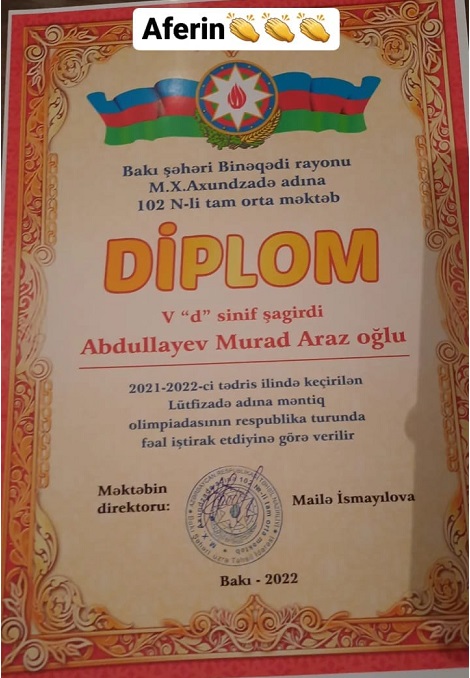 Aferin👏👏👏
Bakı şəhəri Binəqədi rayonu
M.X.Axundzadə adına
102 N-li tam orta məktəb
DİPLOM
V “d” sinif şagirdi
Abdullayev Murad Araz oğlu
2021-2022-ci tədris ilində keçirilən
Lütfizadə adına məntiq
olimpiadasının respublika turunda
fəal iştirak etdiyinə görə verilir
Məktəbin
direktoru:
Mailə İsmayılova
Bakı - 2022